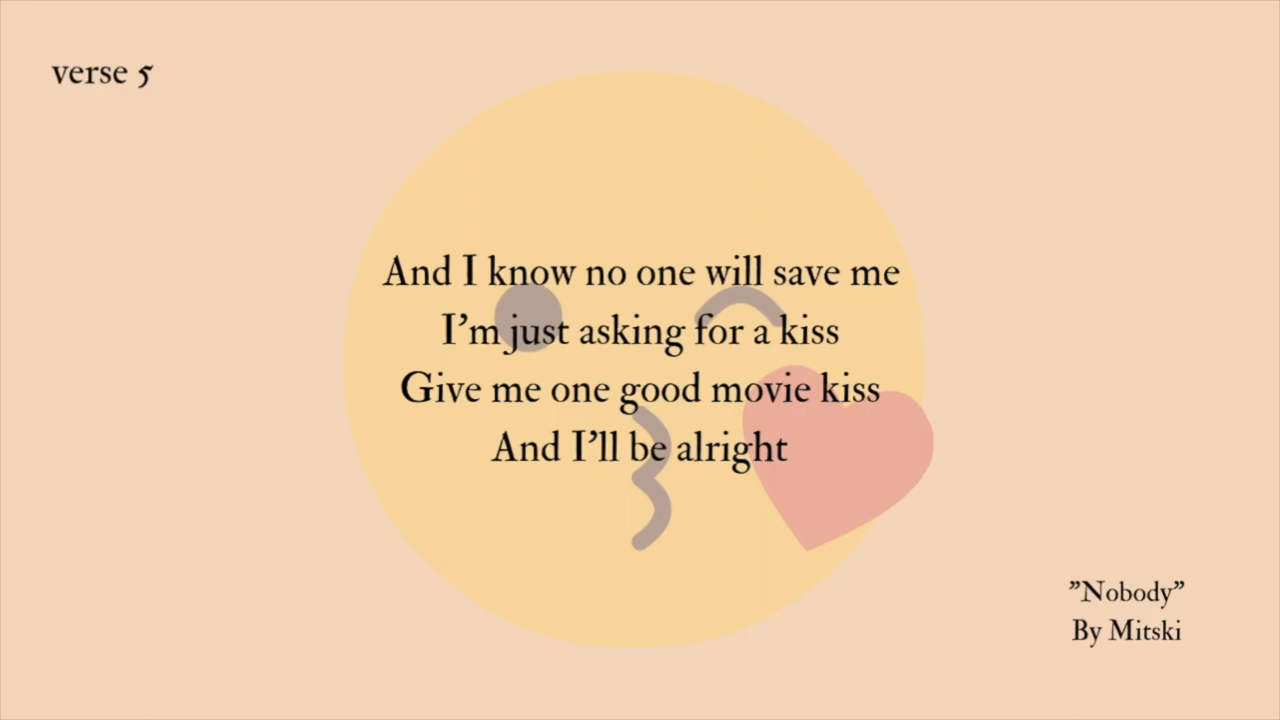 verse 5
And I know no one will save me
I'm just asking for a kiss
Give me one good movie kiss
And I'll be alright
”Nobody”
By Mitski